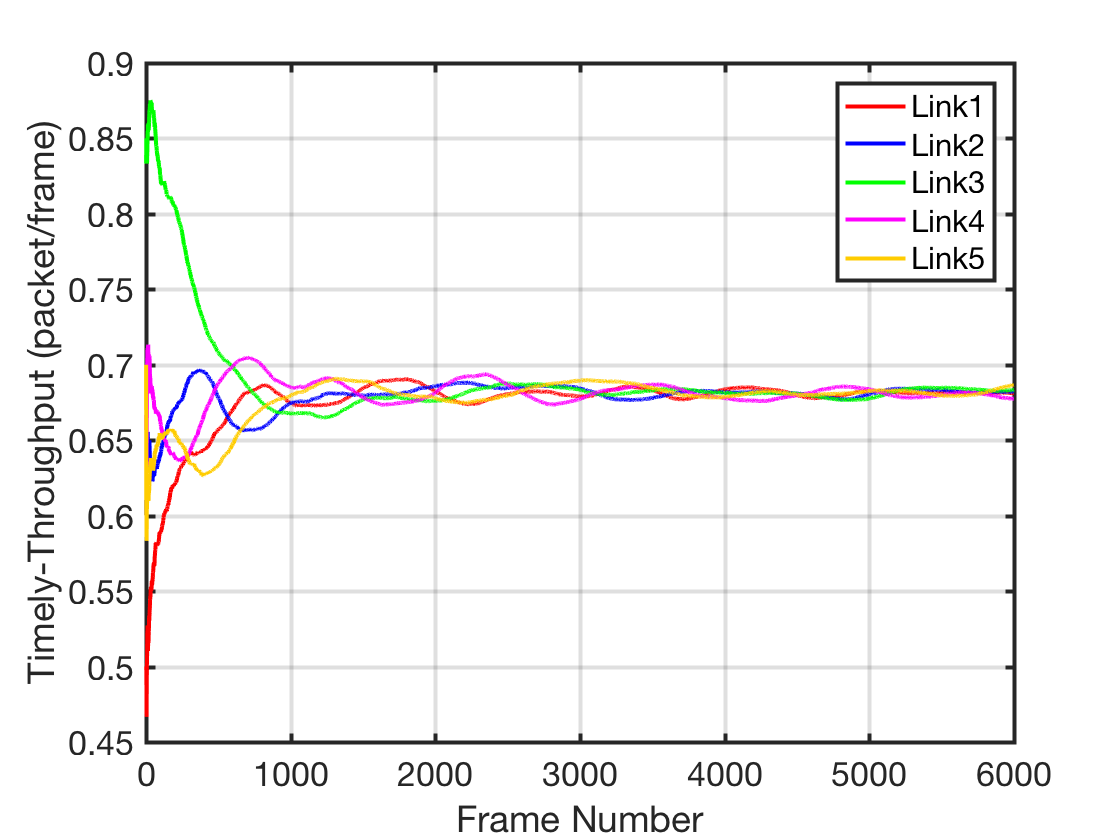 Timely-Throughput (packet/frame)
0.9
0.85
0.8
0.75
0.7
0.65
0.6
0.55
0.5
0.45
Link1
Link2
Link3
Link4
Link5
0 1000 2000 3000 4000 5000 6000
Frame Number